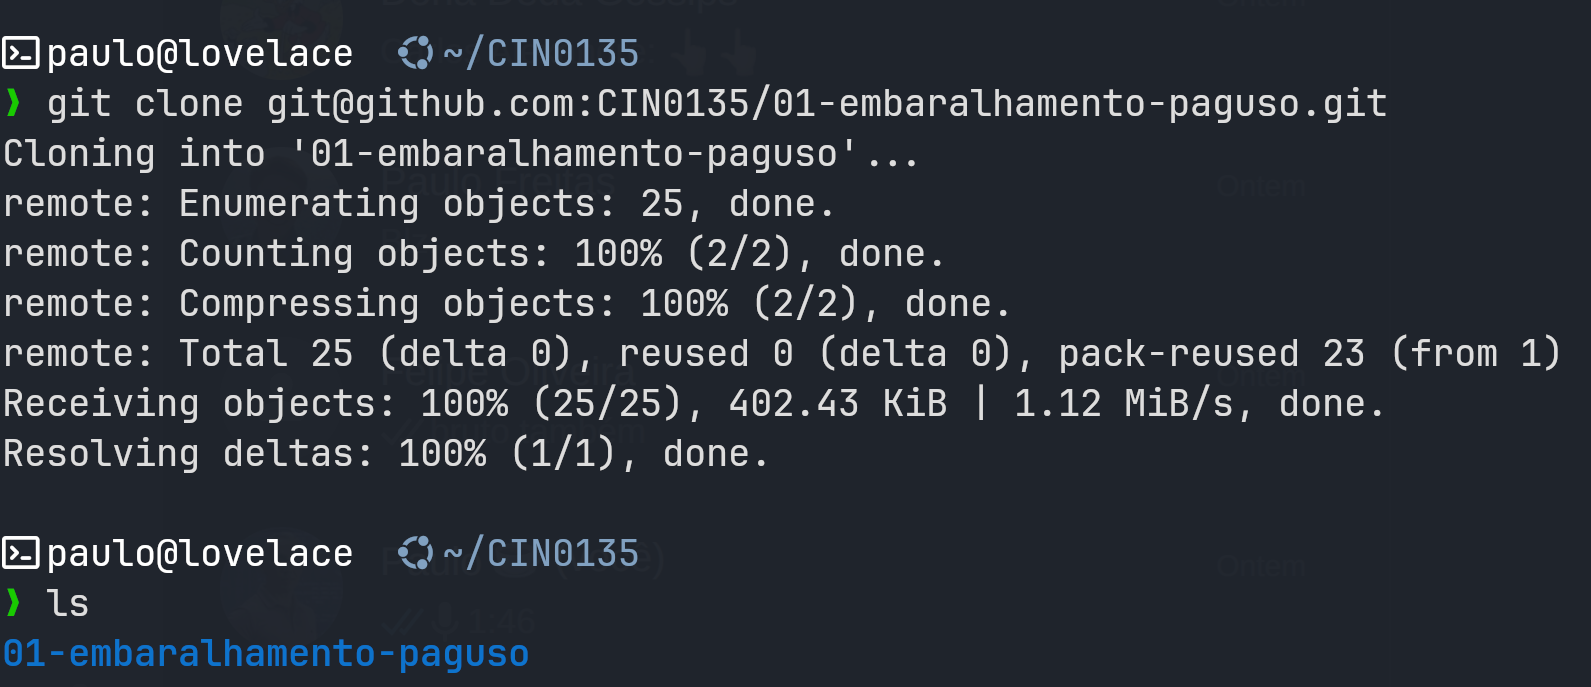 paulo@lovelace ~/CIN0135
❯ git clone git@github.com:CIN0135/01-embaralhamento-paguso.git
Cloning into '01-embaralhamento-paguso'...
remote: Enumerating objects: 25, done.
remote: Counting objects: 100% (2/2), done.
remote: Compressing objects: 100% (2/2), done.
remote: Total 25 (delta 0), reused 0 (delta 0), pack-reused 23 (from 1)
Receiving objects: 100% (25/25), 402.43 KiB | 1.12 MiB/s, done.
Resolving deltas: 100% (1/1), done.
paulo@lovelace ~/CIN0135
❯ ls
01-embaralhamento-paguso